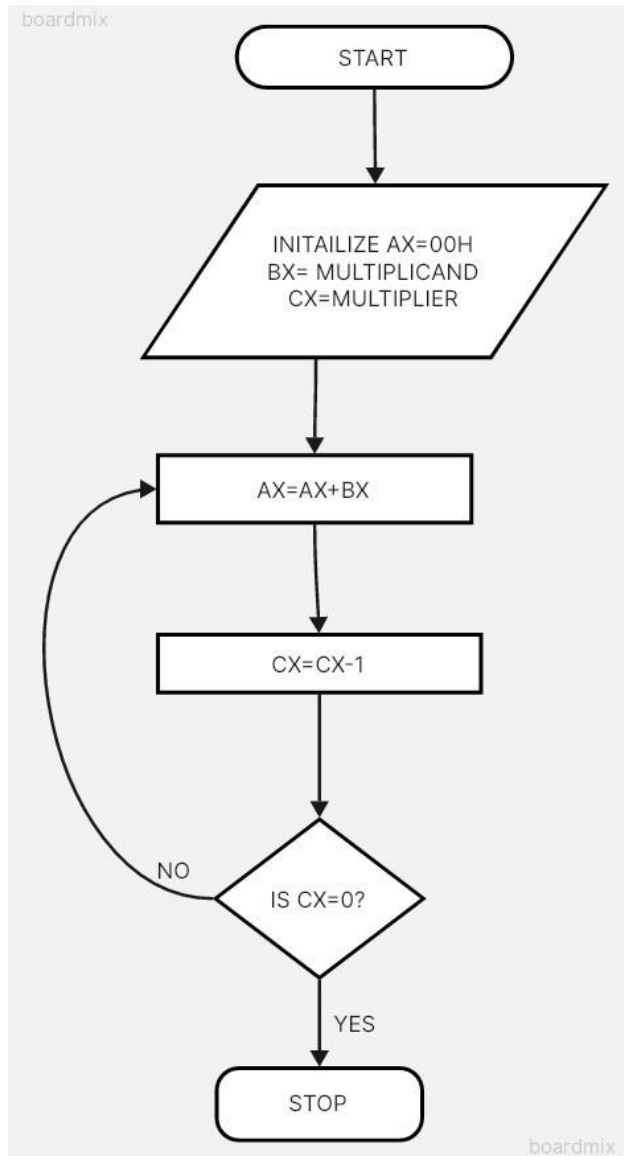 boardmix
START
INITAILIZE AX=00H
BX= MULTIPLICAND
CX=MULTIPLIER
AX=AX+BX
CX=CX-1
NO
IS CX=0?
YES
STOP
boardmix